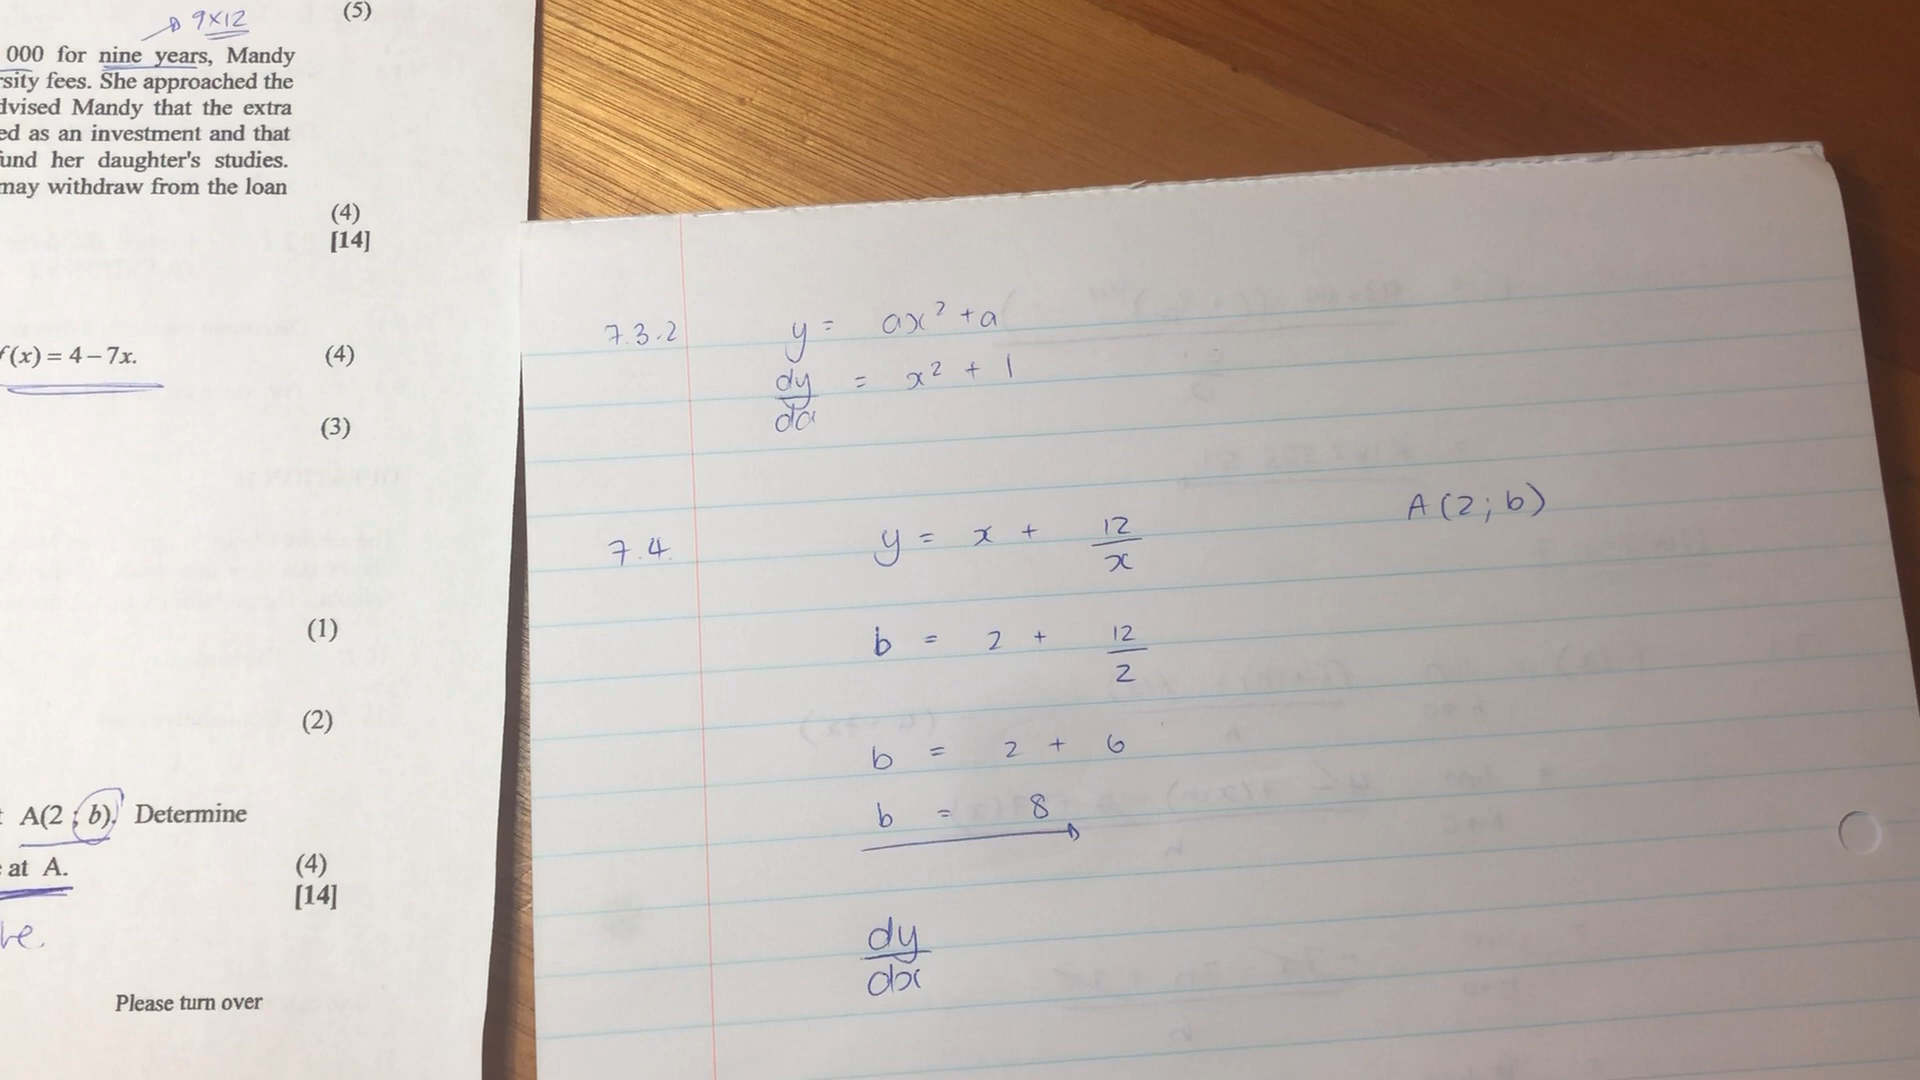 9×12
(5)
000 for nine years, Mandy
rsity fees. She approached the
dvised Mandy that the extra
ed as an investment and that
und her daughter's studies.
may withdraw from the loan
(4)
[14]
f(x) = 4 – 7x.
(4)
(3)
(1)
(2)
A(2 ; b). Determine
at A.
(4)
[14]
Please turn over
7.3.2 y = ax² + a
dy/da = x² + 1
7.4. y = x + 12/x A(2; b)
b = 2 + 12/2
b = 2 + 6
b = 8
dy/dx